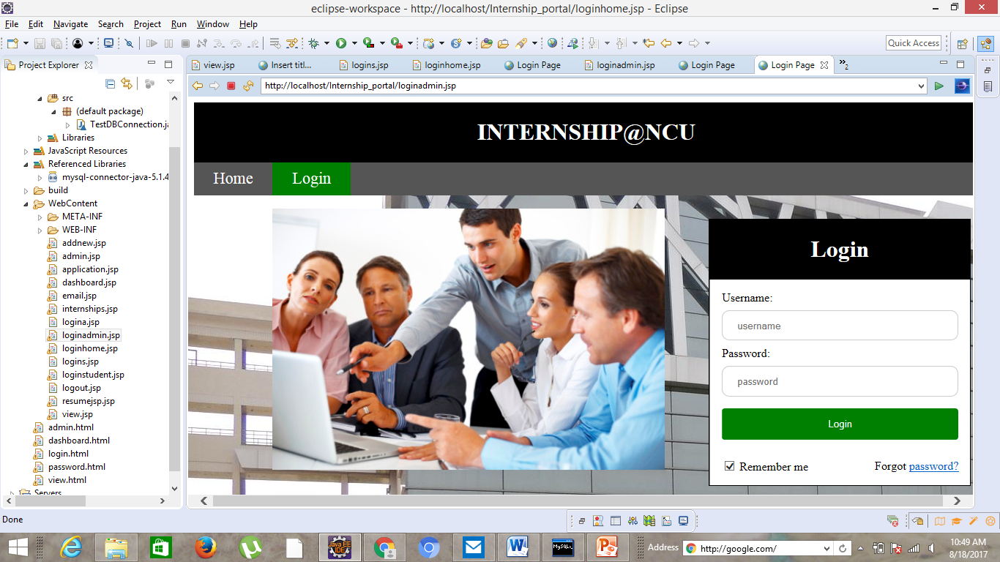 eclipse-workspace - http://localhost/Internship_portal/loginhome.jsp - Eclipse
File Edit Navigate Search Project Run Window Help
Quick Access
Project Explorer
view.jsp Insert titl... logins.jsp loginhome.jsp Login Page loginadmin.jsp Login Page Login Page »2
http://localhost/Internship_portal/loginadmin.jsp
src
(default package)
TestDBConnection.ja
Libraries
JavaScript Resources
Referenced Libraries
mysql-connector-java-5.1.4
build
WebContent
META-INF
WEB-INF
addnew.jsp
admin.jsp
application.jsp
dashboard.jsp
email.jsp
internships.jsp
logina.jsp
loginadmin.jsp
loginhome.jsp
logins.jsp
loginstudent.jsp
logout.jsp
resumejsp.jsp
view.jsp
admin.html
dashboard.html
login.html
password.html
view.html
Servers
INTERNSHIP@NCU
Home Login
Login
Username:
username
Password:
password
Login
Remember me Forgot password?
Done
Java EE IDE
MySQL
Address http://google.com/
10:49 AM
8/18/2017